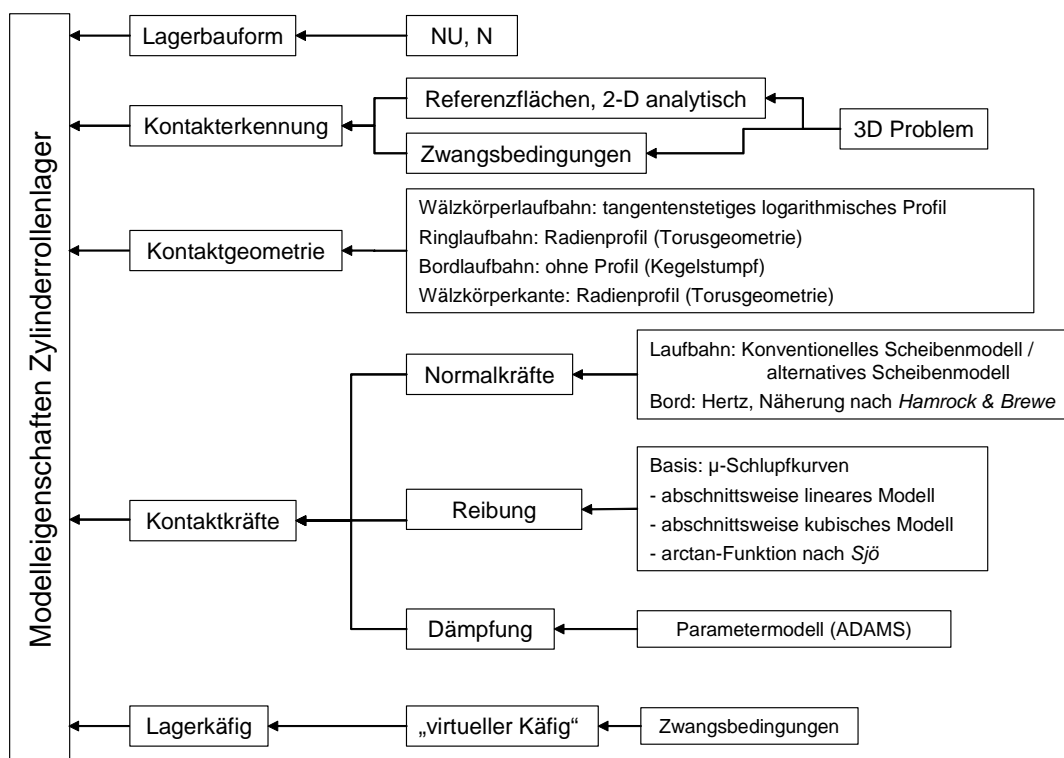 Modelleigenschaften Zylinderrollenlager
Lagerbauform
NU, N
Kontakterkennung
Referenzflächen, 2-D analytisch
Zwangsbedingungen
3D Problem
Kontaktgeometrie
Wälzkörperlaufbahn: tangentenstetiges logarithmisches Profil
Ringlaufbahn: Radienprofil (Torusgeometrie)
Bordlaufbahn: ohne Profil (Kegelstumpf)
Wälzkörperkante: Radienprofil (Torusgeometrie)
Kontaktkräfte
Normalkräfte
Laufbahn: Konventionelles Scheibenmodell /
alternatives Scheibenmodell
Bord: Hertz, Näherung nach Hamrock & Brewe
Reibung
Basis: µ-Schlupfkurven
- abschnittsweise lineares Modell
- abschnittsweise kubisches Modell
- arctan-Funktion nach Sjö
Dämpfung
Parametermodell (ADAMS)
Lagerkäfig
„virtueller Käfig“
Zwangsbedingungen